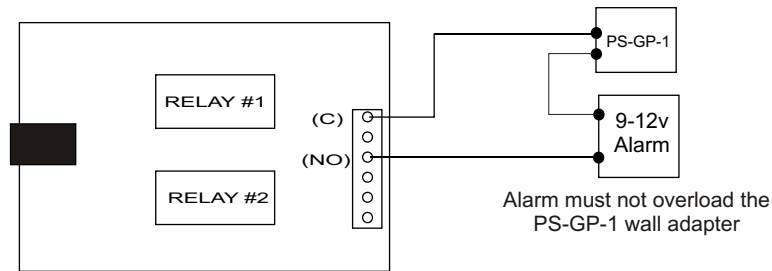 PS-GP-1
RELAY #1
(C)
9-12v
Alarm
(NO)
RELAY #2
Alarm must not overload the
PS-GP-1 wall adapter